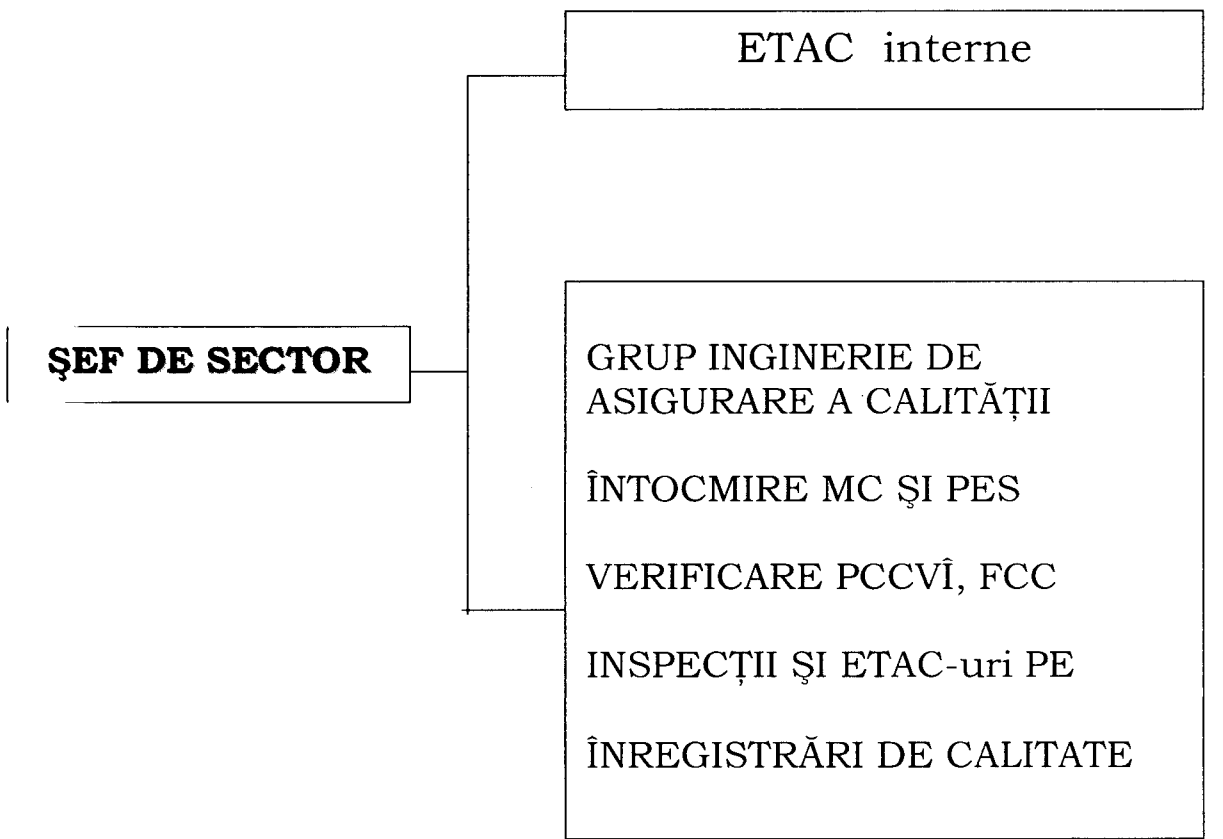 ETAC interne
ŞEF DE SECTOR
GRUP INGINERIE DE
ASIGURARE A CALITĂŢII
ÎNTOCMIRE MC ŞI PES
VERIFICARE PCCVÎ, FCC
INSPECŢII ŞI ETAC-uri PE
ÎNREGISTRĂRI DE CALITATE